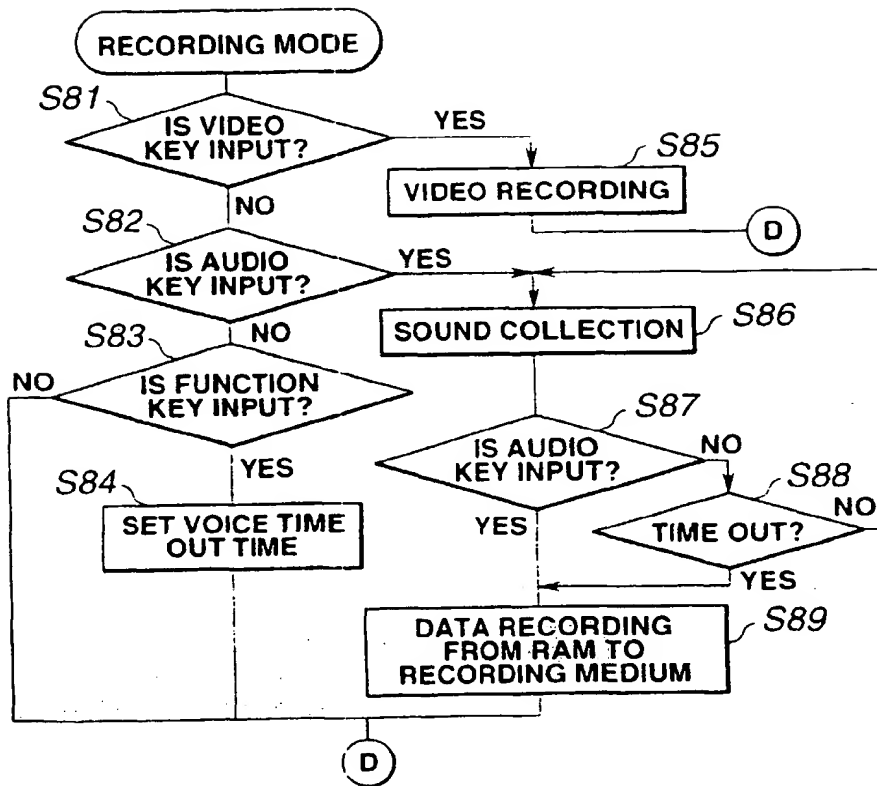 RECORDING MODE
S81
IS VIDEO
KEY INPUT?
YES
S85
VIDEO RECORDING
D
NO
S82
IS AUDIO
KEY INPUT?
YES
SOUND COLLECTION
S86
NO
S83
NO
IS FUNCTION
KEY INPUT?
YES
S84
SET VOICE TIME
OUT TIME
S87
IS AUDIO
KEY INPUT?
NO
S88
TIME OUT?
NO
YES
YES
DATA RECORDING
FROM RAM TO
RECORDING MEDIUM
S89
D